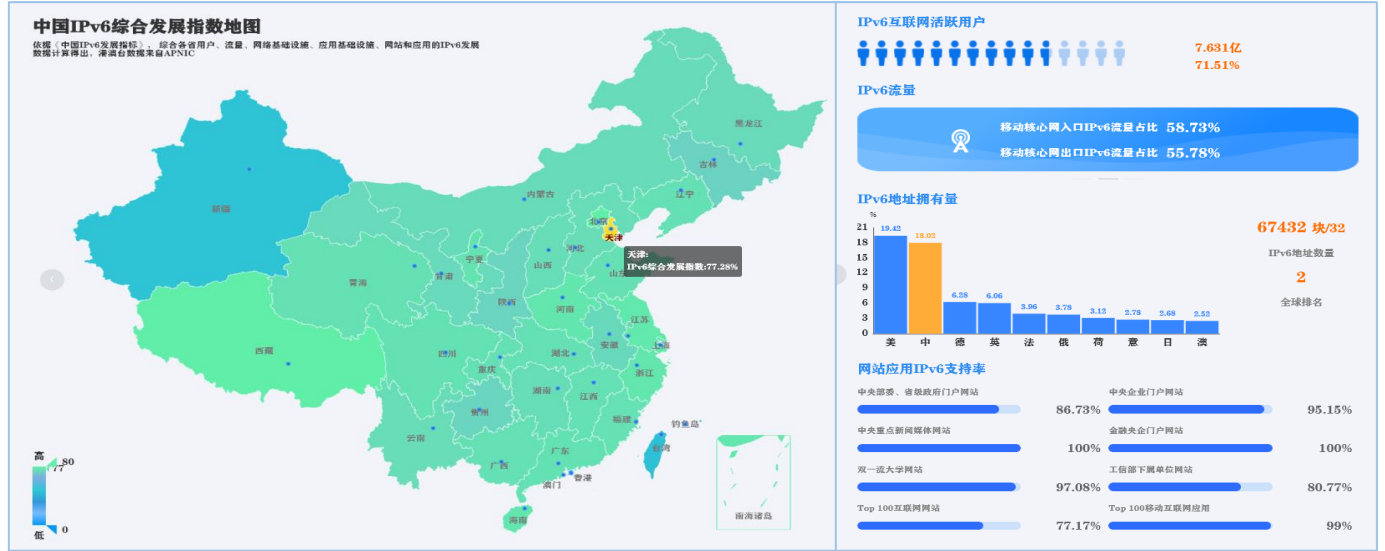 中国IPv6综合发展指数地图
依据《中国IPv6发展指标》，综合各省用户、流量、网络基础设施、应用基础设施、网站和应用的IPv6发展
数据计算得出，港澳台数据来自APNIC
黑龙江
吉林
辽宁
内蒙古
新疆
北京
天津
河北
天津:
IPv6综合发展指数:77.28%
山西
山东
宁夏
甘肃
青海
陕西
河南
江苏
西藏
安徽
上海
四川
湖北
重庆
浙江
湖南
江西
贵州
福建
钓鱼岛
云南
台湾
广东
广西
香港
澳门
海南
南海诸岛
高
80
77
低
0
IPv6互联网活跃用户
7.631亿
71.51%
IPv6流量
移动核心网入口IPv6流量占比 58.73%
移动核心网出口IPv6流量占比 55.78%
IPv6地址拥有量
%
21
18
15
12
9
6
3
0
19.42
18.02
6.28
6.06
3.96
3.78
3.12
2.78
2.68
2.52
美 中 德 英 法 俄 荷 意 日 澳
67432 块/32
IPv6地址数量
2
全球排名
网站应用IPv6支持率
中央部委、省级政府门户网站
86.73%
中央企业门户网站
95.15%
中央重点新闻媒体网站
100%
金融央企门户网站
100%
双一流大学网站
97.08%
工信部下属单位网站
80.77%
Top 100互联网网站
77.17%
Top 100移动互联网应用
99%